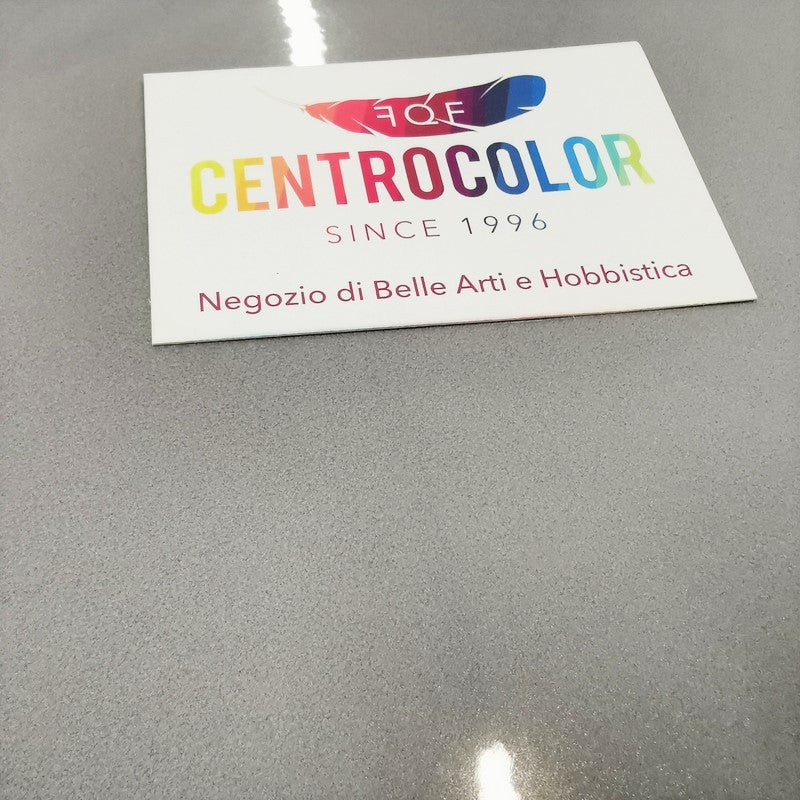 FQF
CENTROCOLOR
SINCE 1996
Negozio di Belle Arti e Hobbistica